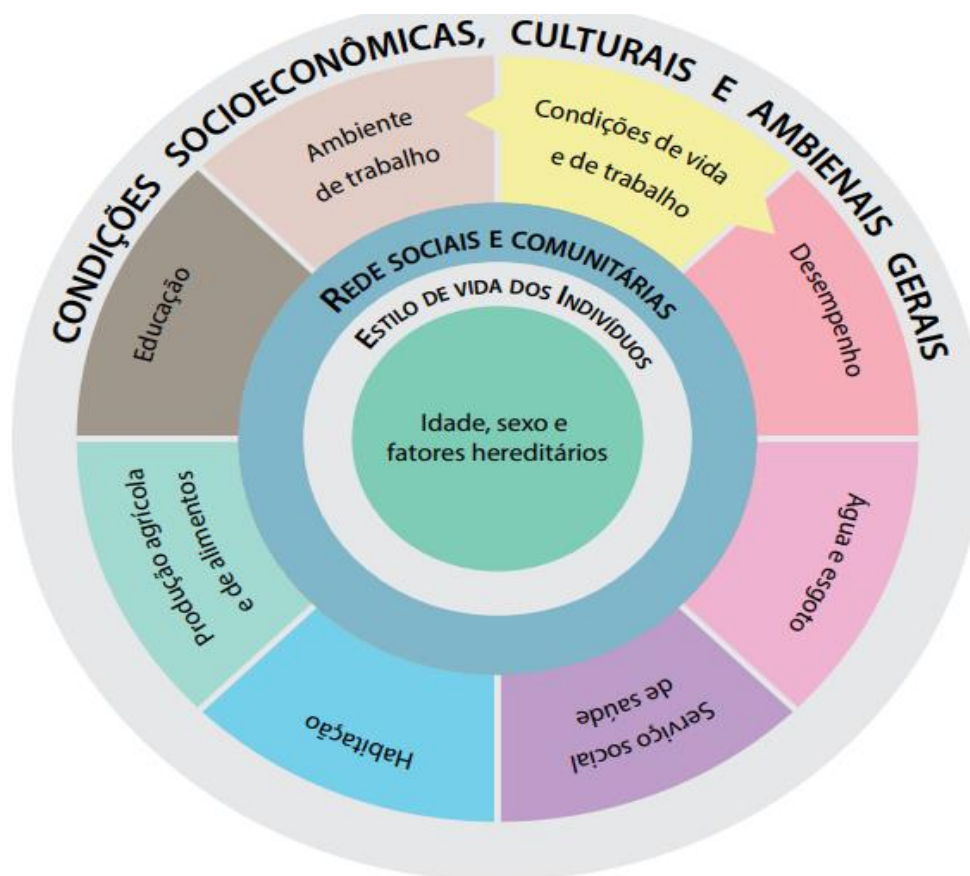 CONDIÇÕES SOCIOECONÔMICAS, CULTURAIS E AMBIENAIS GERAIS
Ambiente
de trabalho
Condições de vida
e de trabalho
Desempenho
Água e esgoto
Serviço social
de saúde
Habitação
Produção agrícola
e de alimentos
Educação
REDE SOCIAIS E COMUNITÁRIAS
ESTILO DE VIDA DOS INDIVÍDUOS
Idade, sexo e
fatores hereditários